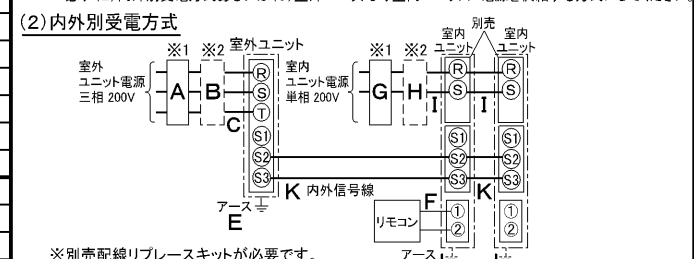 (2)内外別受電方式
※1 ※2 室外ユニット
※1 ※2 室内ユニット 別売 室内ユニット
室外ユニット電源 三相 200V
A B C
R
S
T
S1
S2
S3
室内ユニット電源 単相 200V
G H I I
R R
S S
S1 S1
S2 S2
S3 S3
K 内外信号線 F K
アース E
リモコン
① ①
② ②
※別売配線リプレースキットが必要です。
アース